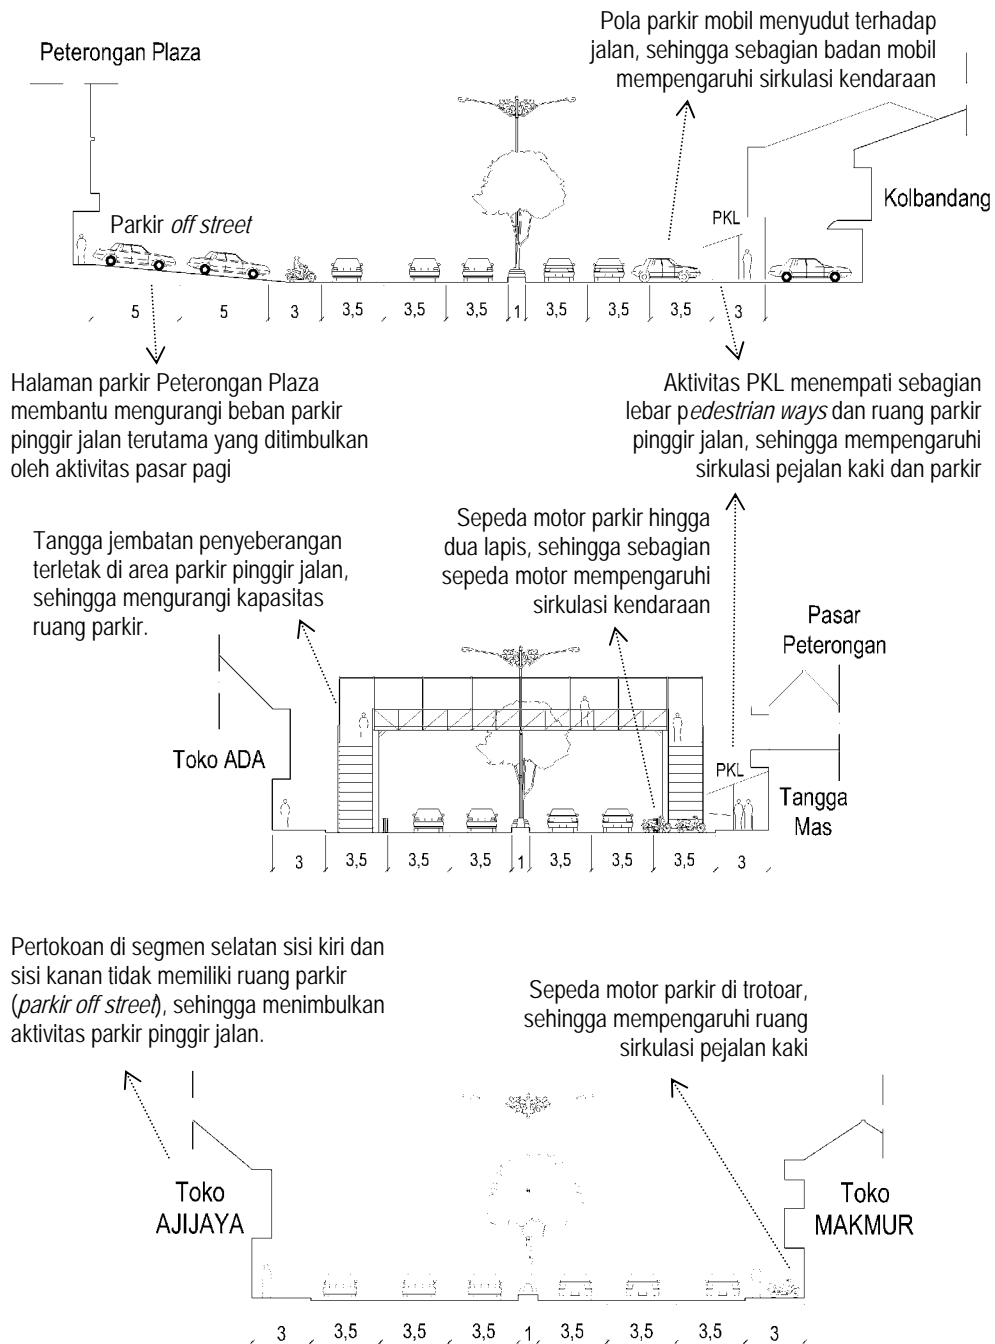 Pola parkir mobil menyudut terhadap
jalan, sehingga sebagian badan mobil
mempengaruhi sirkulasi kendaraan
Peterongan Plaza
Kolbandang
PKL
Parkir off street
5 5 3 3,5 3,5 3,5 1 3,5 3,5 3,5 3
Halaman parkir Peterongan Plaza
membantu mengurangi beban parkir
pinggir jalan terutama yang ditimbulkan
oleh aktivitas pasar pagi
Aktivitas PKL menempati sebagian
lebar pedestrian ways dan ruang parkir
pinggir jalan, sehingga mempengaruhi
sirkulasi pejalan kaki dan parkir
Tangga jembatan penyeberangan
terletak di area parkir pinggir jalan,
sehingga mengurangi kapasitas
ruang parkir.
Sepeda motor parkir hingga
dua lapis, sehingga sebagian
sepeda motor mempengaruhi
sirkulasi kendaraan
Pasar
Peterongan
Toko ADA
PKL
Tangga
Mas
3 3,5 3,5 3,5 1 3,5 3,5 3,5 3
Pertokoan di segmen selatan sisi kiri dan
sisi kanan tidak memiliki ruang parkir
(parkir off street), sehingga menimbulkan
aktivitas parkir pinggir jalan.
Sepeda motor parkir di trotoar,
sehingga mempengaruhi ruang
sirkulasi pejalan kaki
Toko
AJIJAYA
Toko
MAKMUR
3 3,5 3,5 3,5 1 3,5 3,5 3,5 3